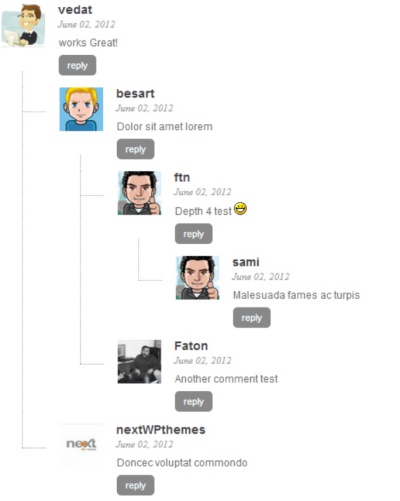 vedat
June 02, 2012
works Great!
reply
besart
June 02, 2012
Dolor sit amet lorem
reply
ftn
June 02, 2012
Depth 4 test
reply
sami
June 02, 2012
Malesuada fames ac turpis
reply
Faton
June 02, 2012
Another comment test
reply
next
nextWPthemes
June 02, 2012
Doncec voluptat commondo
reply